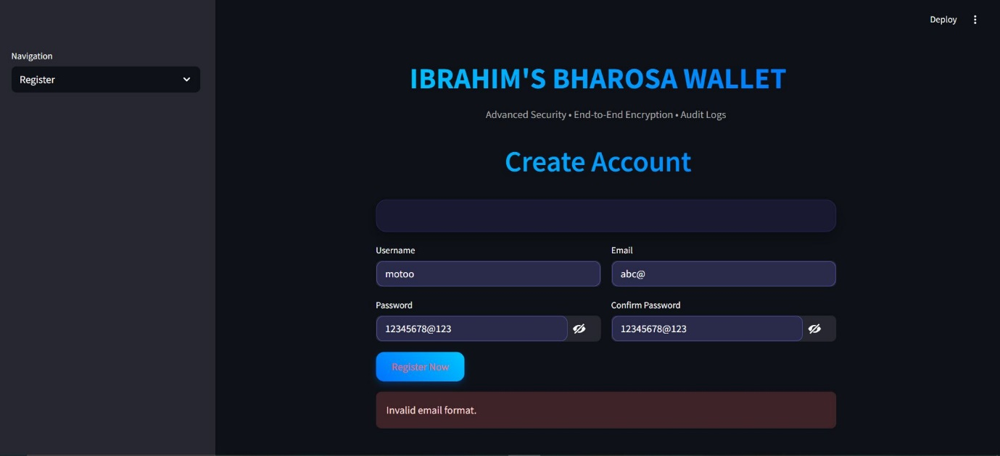 Deploy
Navigation
Register
IBRAHIM'S BHAROSA WALLET
Advanced Security • End-to-End Encryption • Audit Logs
Create Account
Username Email
motoo abc@
Password Confirm Password
12345678@123 12345678@123
Register Now
Invalid email format.